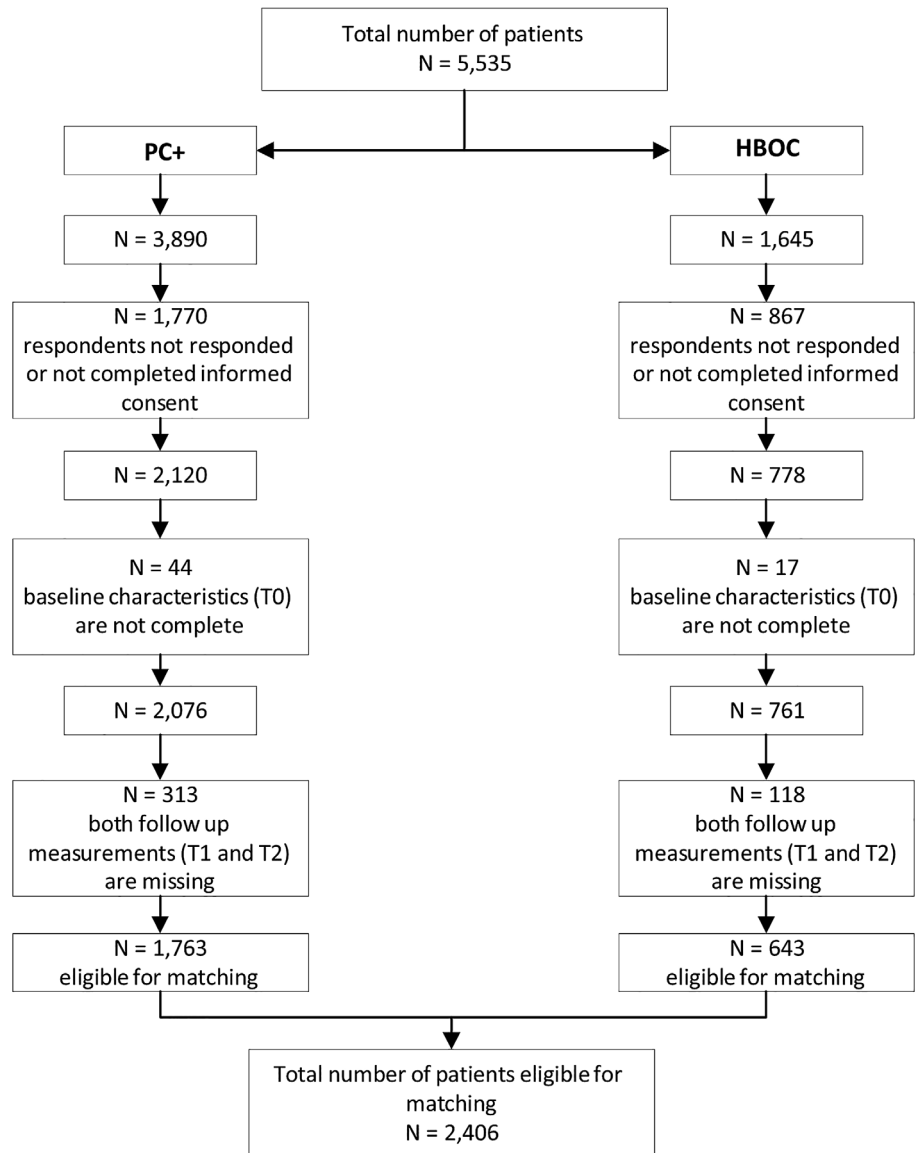 Total number of patients
N = 5,535
PC+
HBOC
N = 3,890
N = 1,645
N = 1,770
respondents not responded
or not completed informed
consent
N = 867
respondents not responded
or not completed informed
consent
N = 2,120
N = 778
N = 44
baseline characteristics (T0)
are not complete
N = 17
baseline characteristics (T0)
are not complete
N = 2,076
N = 761
N = 313
both follow up
measurements (T1 and T2)
are missing
N = 118
both follow up
measurements (T1 and T2)
are missing
N = 1,763
eligible for matching
N = 643
eligible for matching
Total number of patients eligible for
matching
N = 2,406